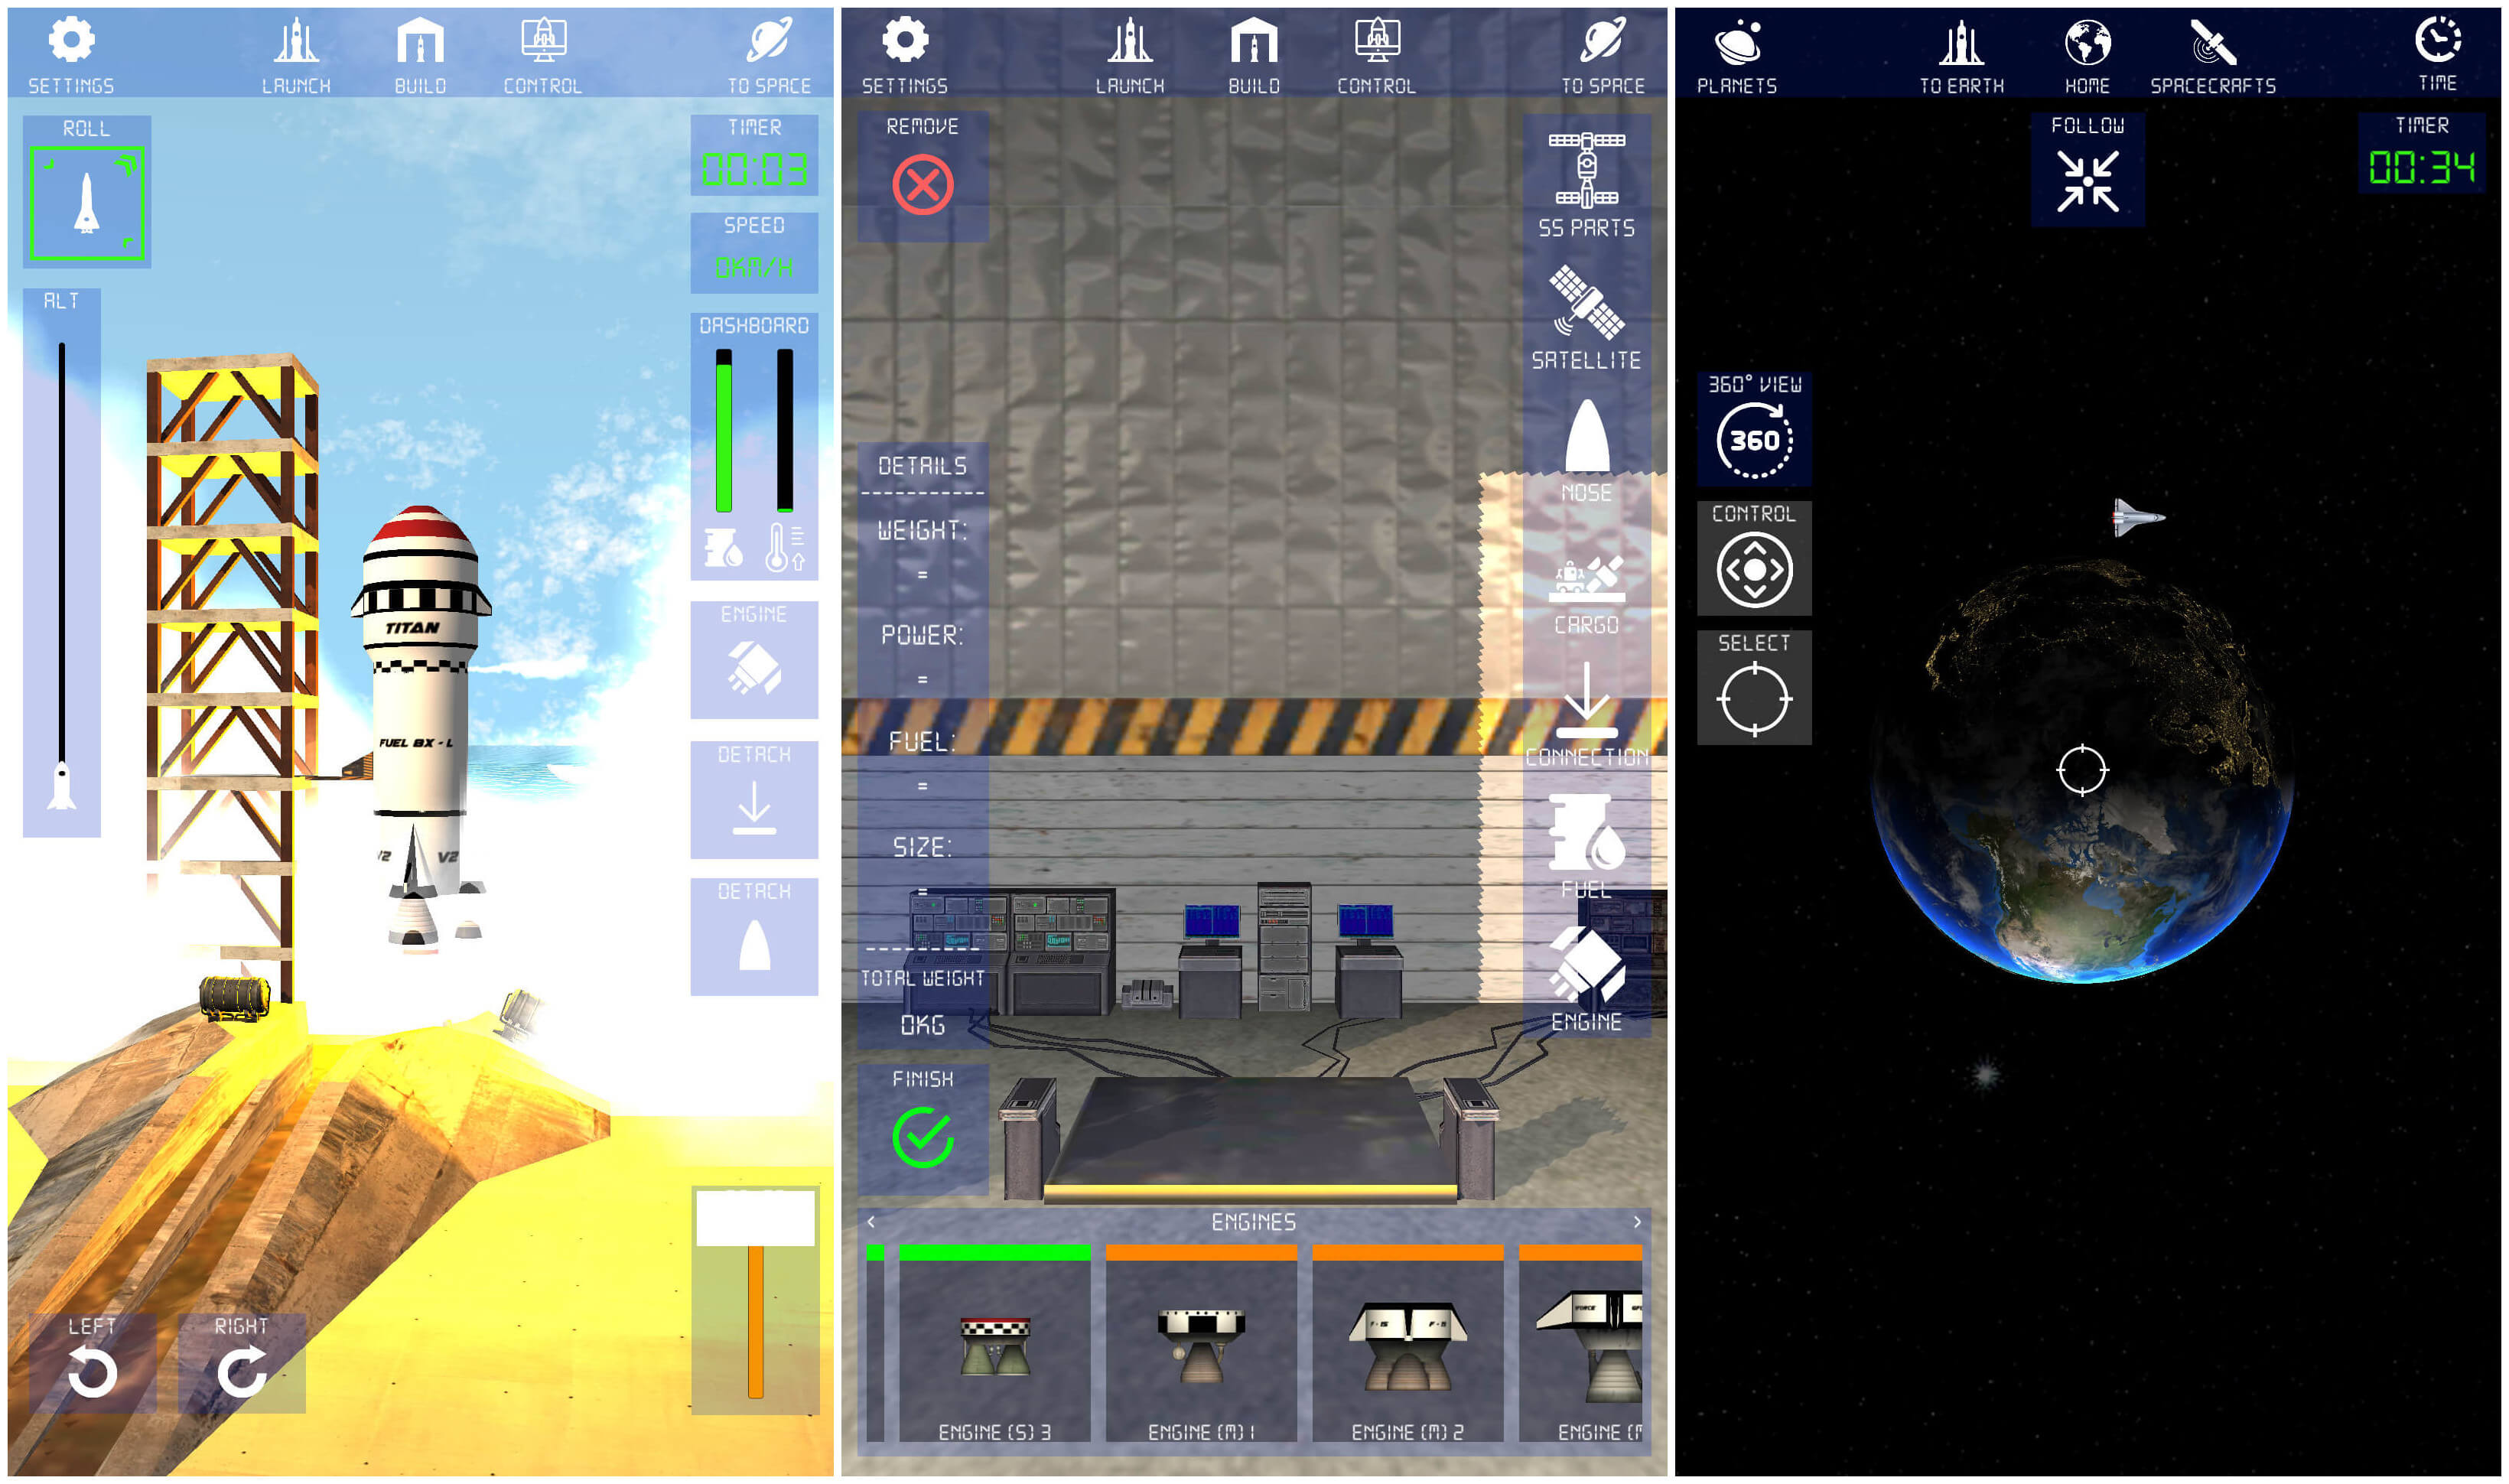 SETTINGS
LAUNCH
BUILD
CONTROL
TO SPACE
ROLL
TIMER
00:03
SPEED
0KM/H
ALT
DASHBOARD
TITAN
FUEL BX - L
V2
V2
ENGINE
DETACH
DETACH
LEFT
RIGHT
SETTINGS
LAUNCH
BUILD
CONTROL
TO SPACE
REMOVE
SS PARTS
SATELLITE
NOSE
CARGO
CONNECTION
FUEL
ENGINE
DETAILS
WEIGHT:
=
POWER:
=
FUEL:
=
SIZE:
=
TOTAL WEIGHT
0KG
FINISH
< ENGINES >
ENGINE (S) 3
ENGINE (M) 1
F-15 F-15
ENGINE (M) 2
ENGINE (M
PLANETS
TO EARTH
HOME
SPACECRAFTS
TIME
FOLLOW
TIMER
00:34
360° VIEW
360
CONTROL
SELECT